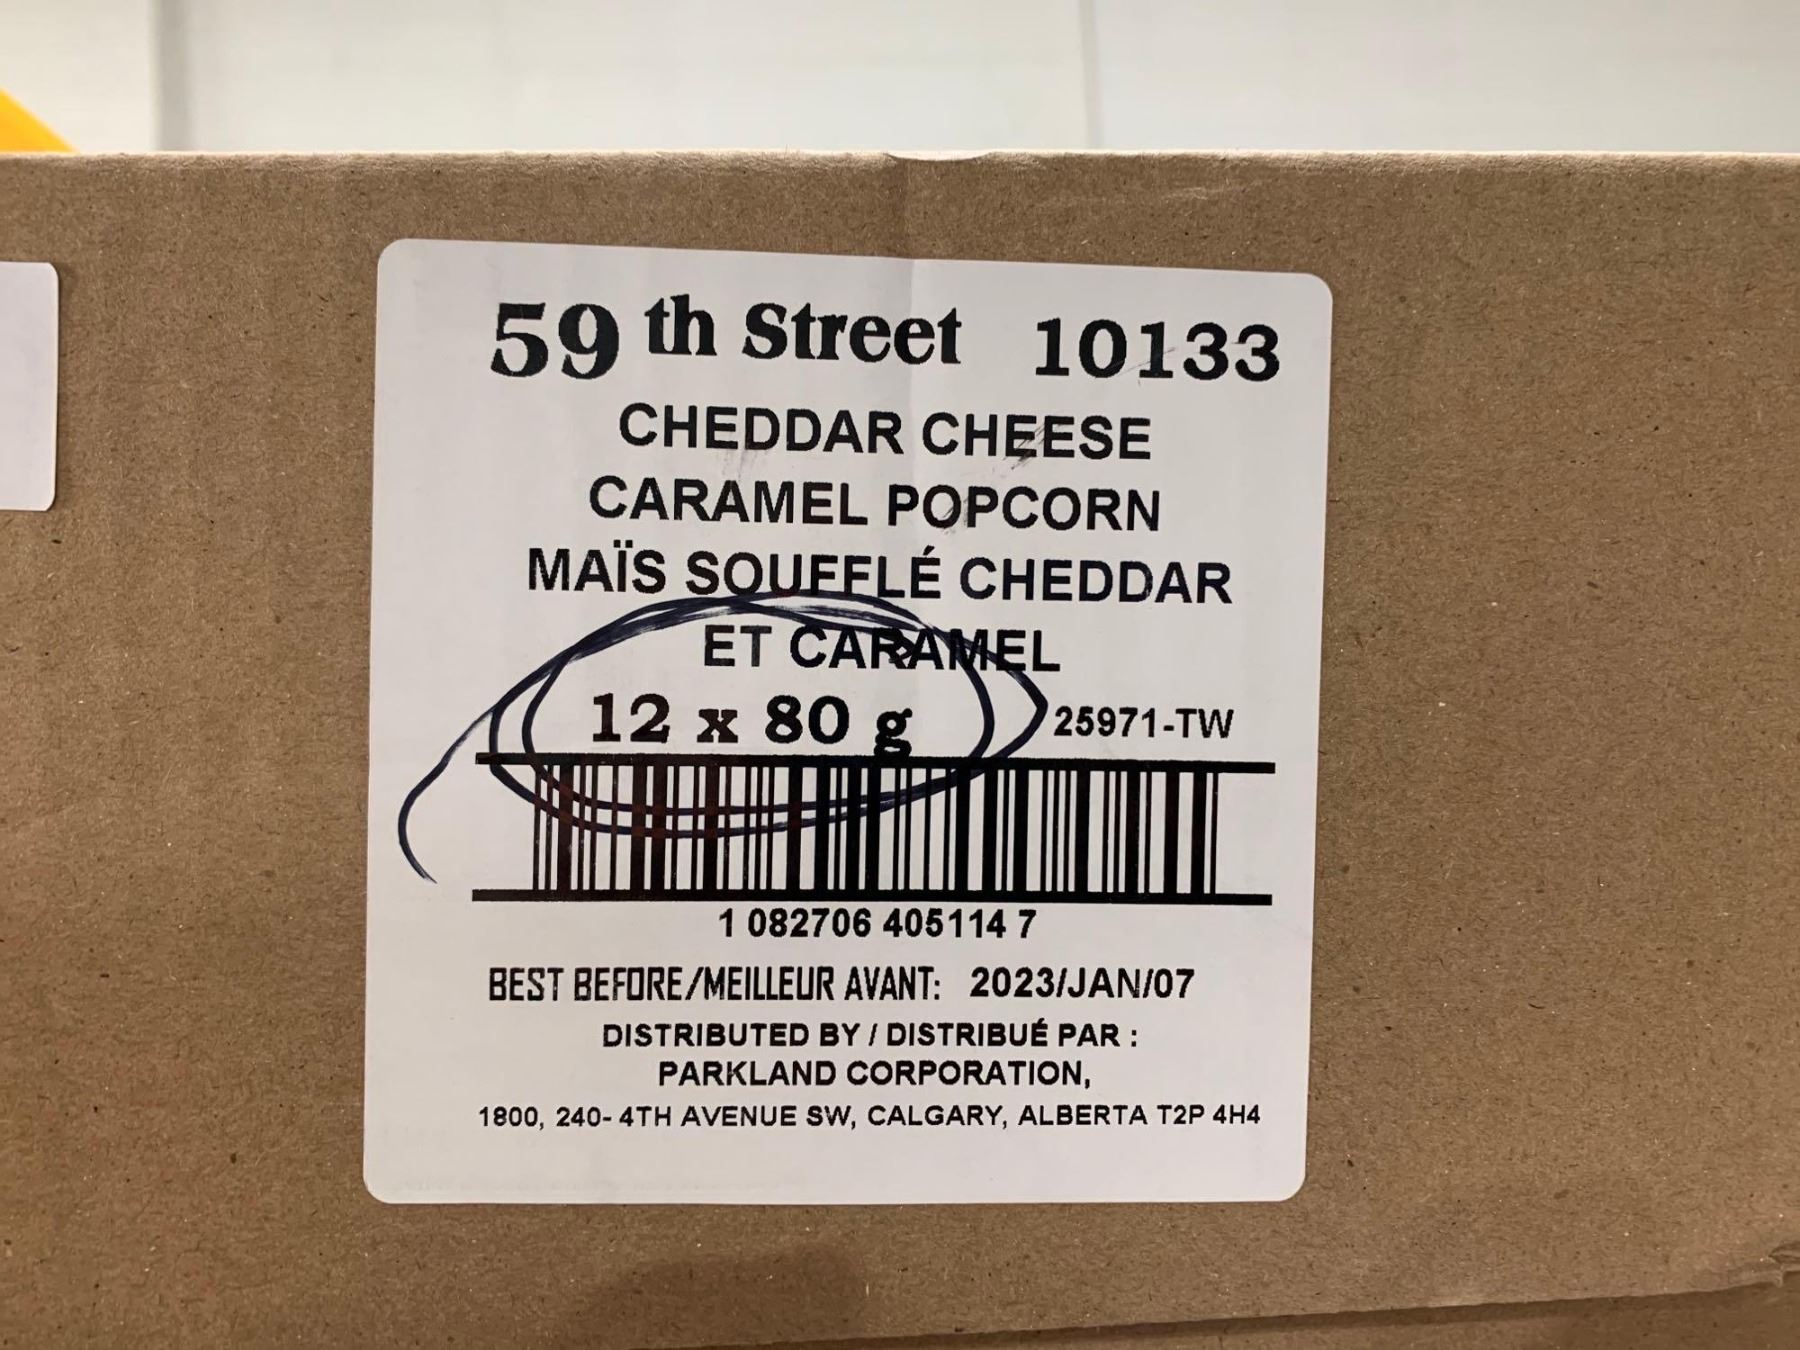 59 th Street 10133
CHEDDAR CHEESE
CARAMEL POPCORN
MAÏS SOUFFLÉ CHEDDAR
ET CARAMEL
12 x 80 g 25971-TW
1 082706 405114 7
BEST BEFORE/MEILLEUR AVANT: 2023/JAN/07
DISTRIBUTED BY / DISTRIBUÉ PAR :
PARKLAND CORPORATION,
1800, 240- 4TH AVENUE SW, CALGARY, ALBERTA T2P 4H4